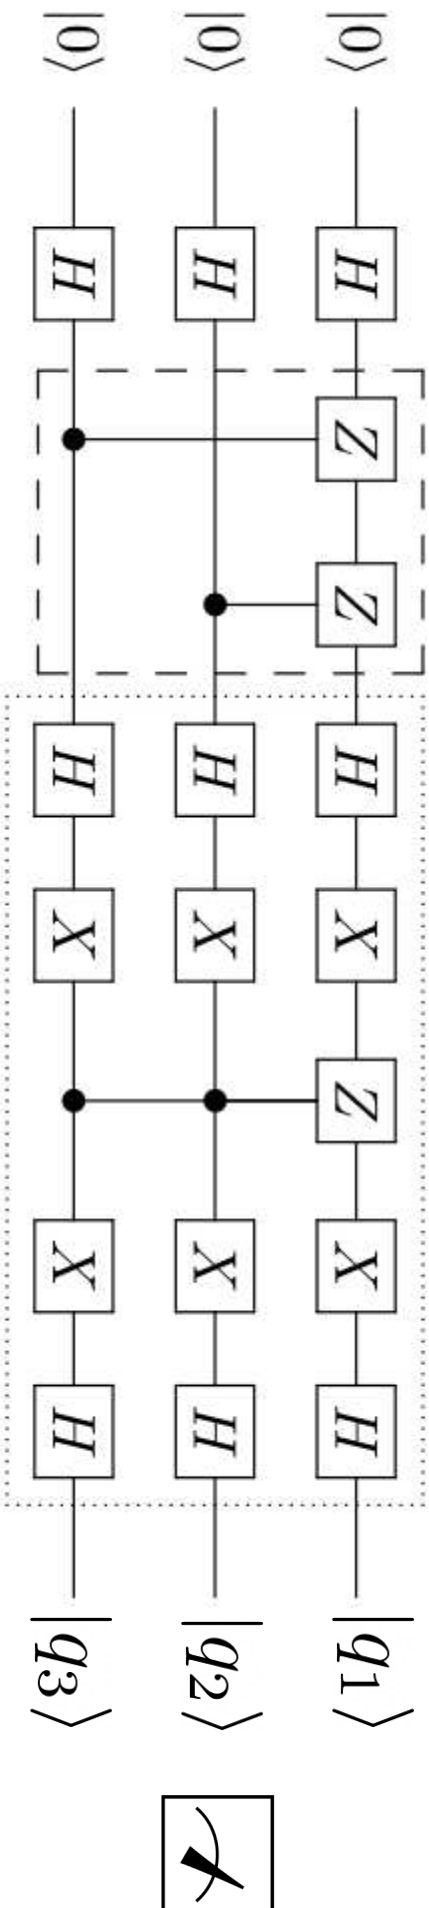 |0⟩ H Z Z H X Z X H |q₁⟩
|0⟩ H H X X H |q₂⟩
|0⟩ H H X X H |q₃⟩